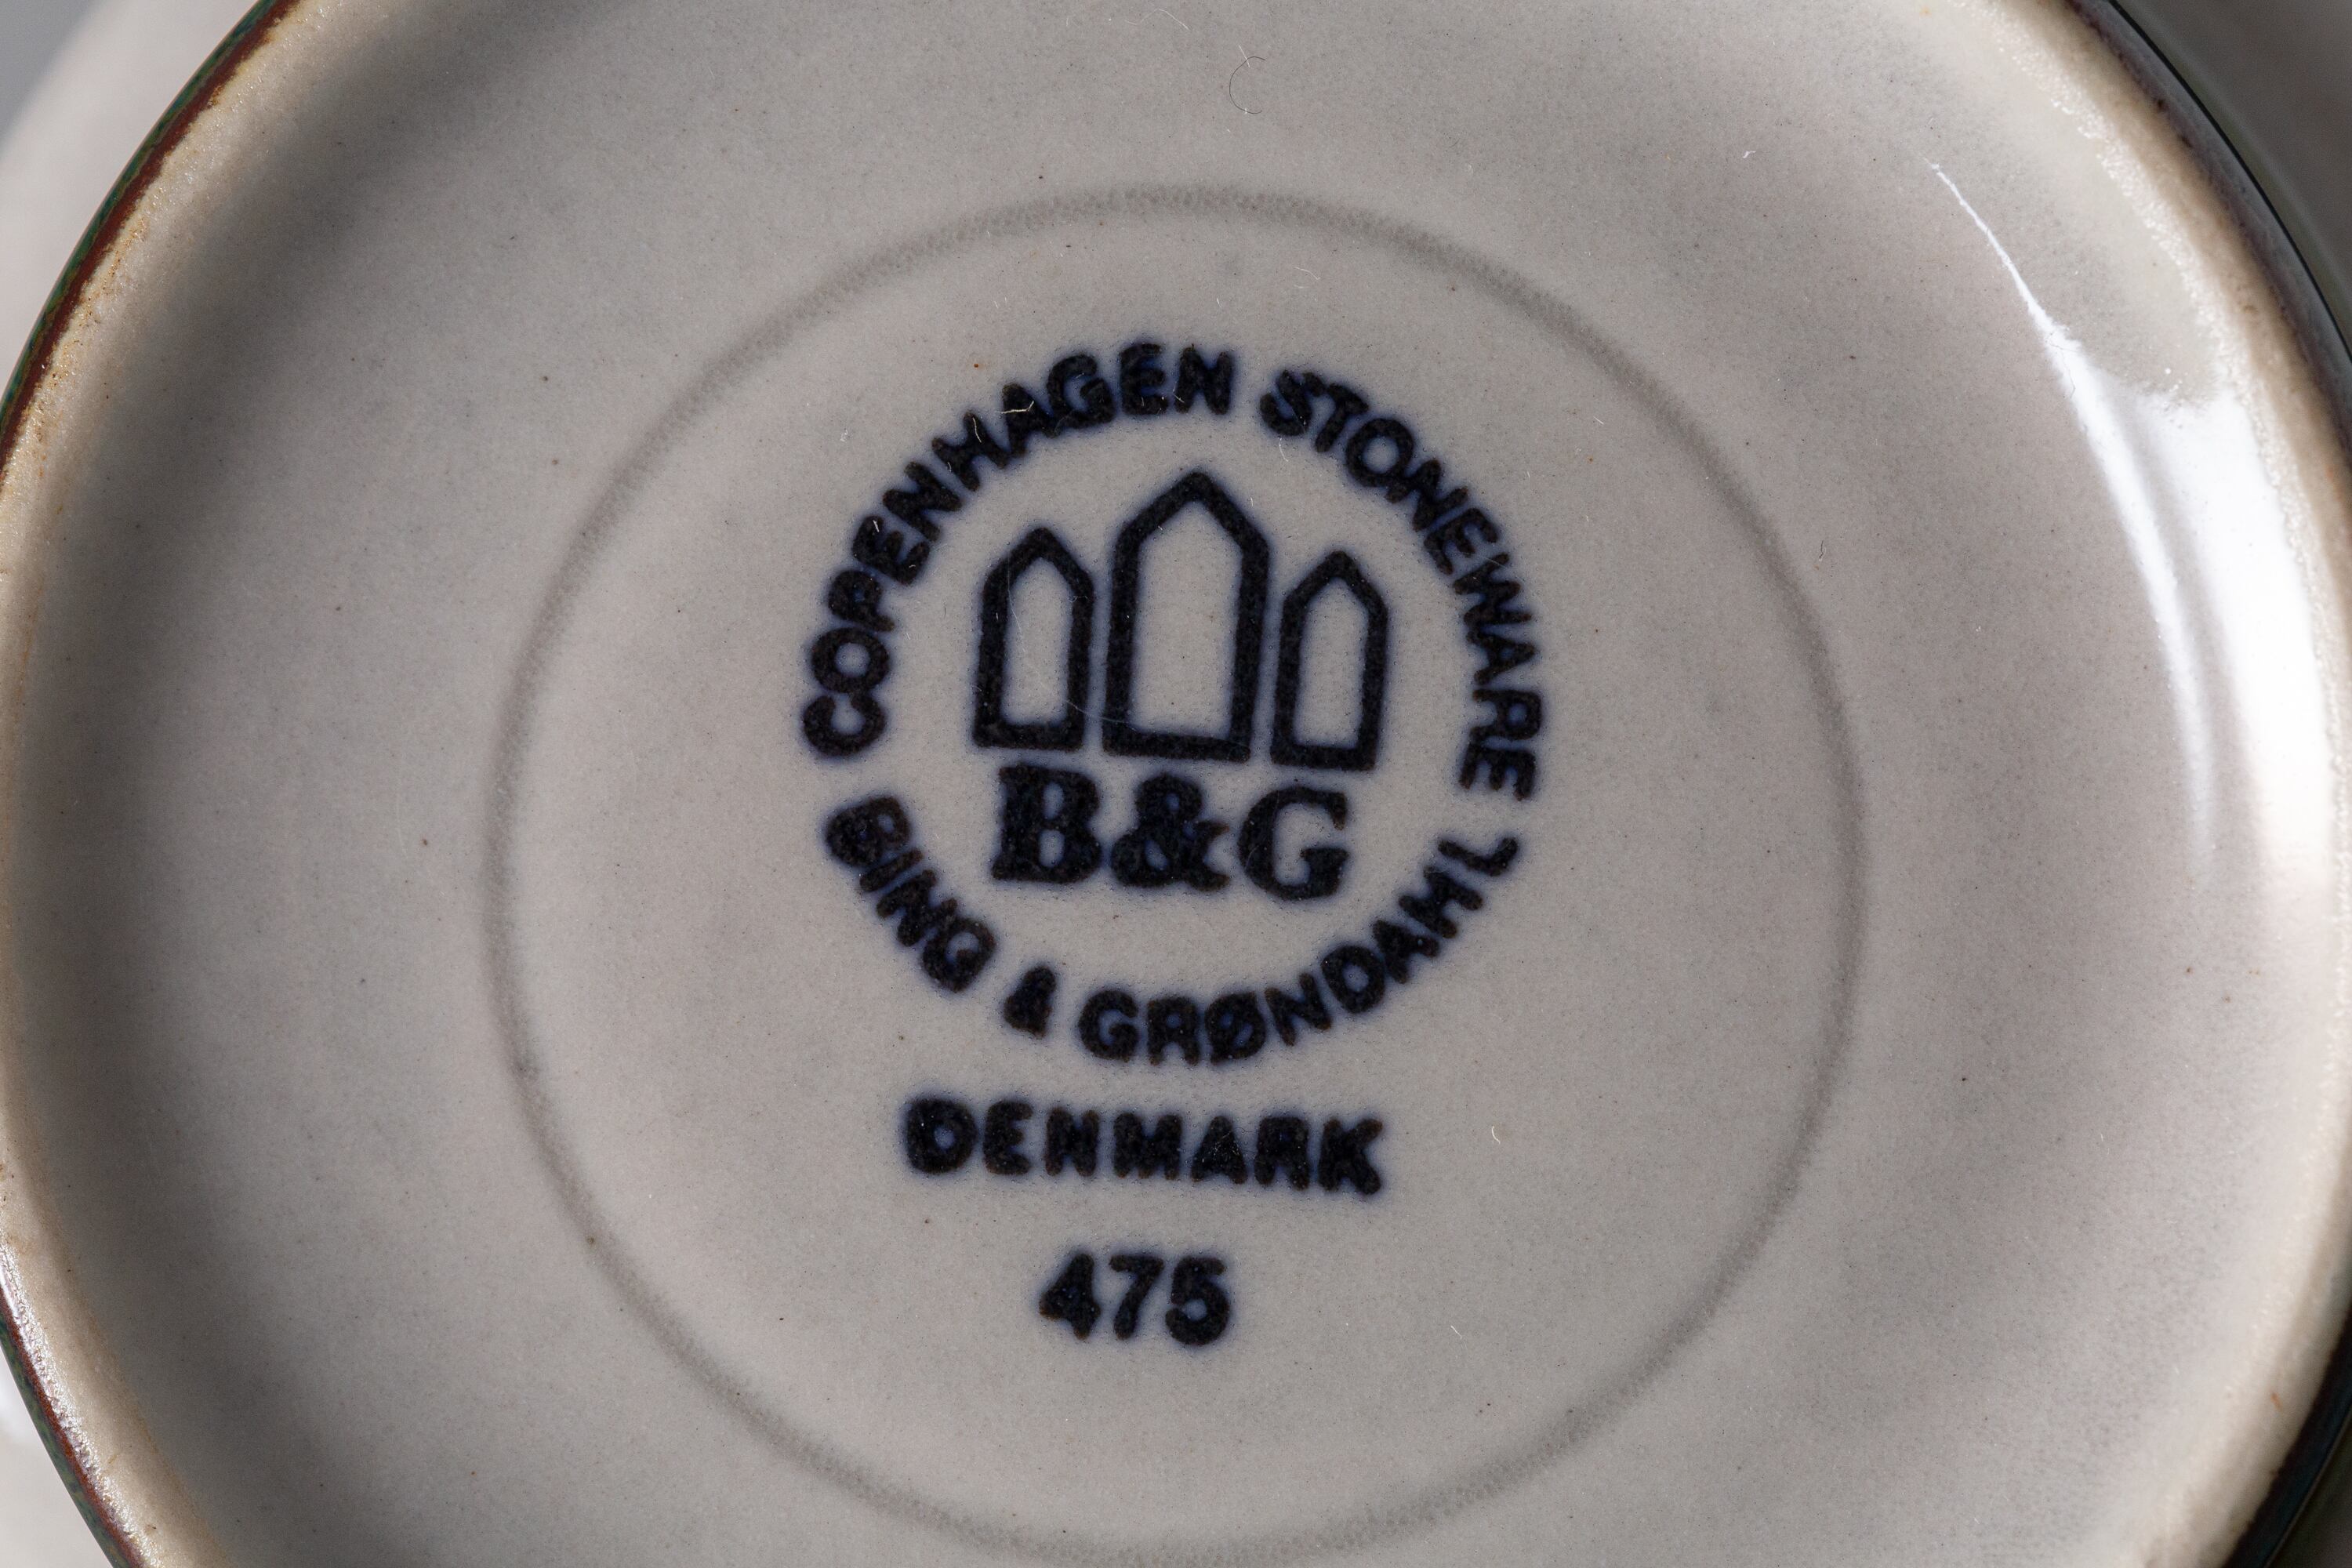 COPENHAGEN STONEWARE
B&G
BING & GRØNDAHL
DENMARK
475